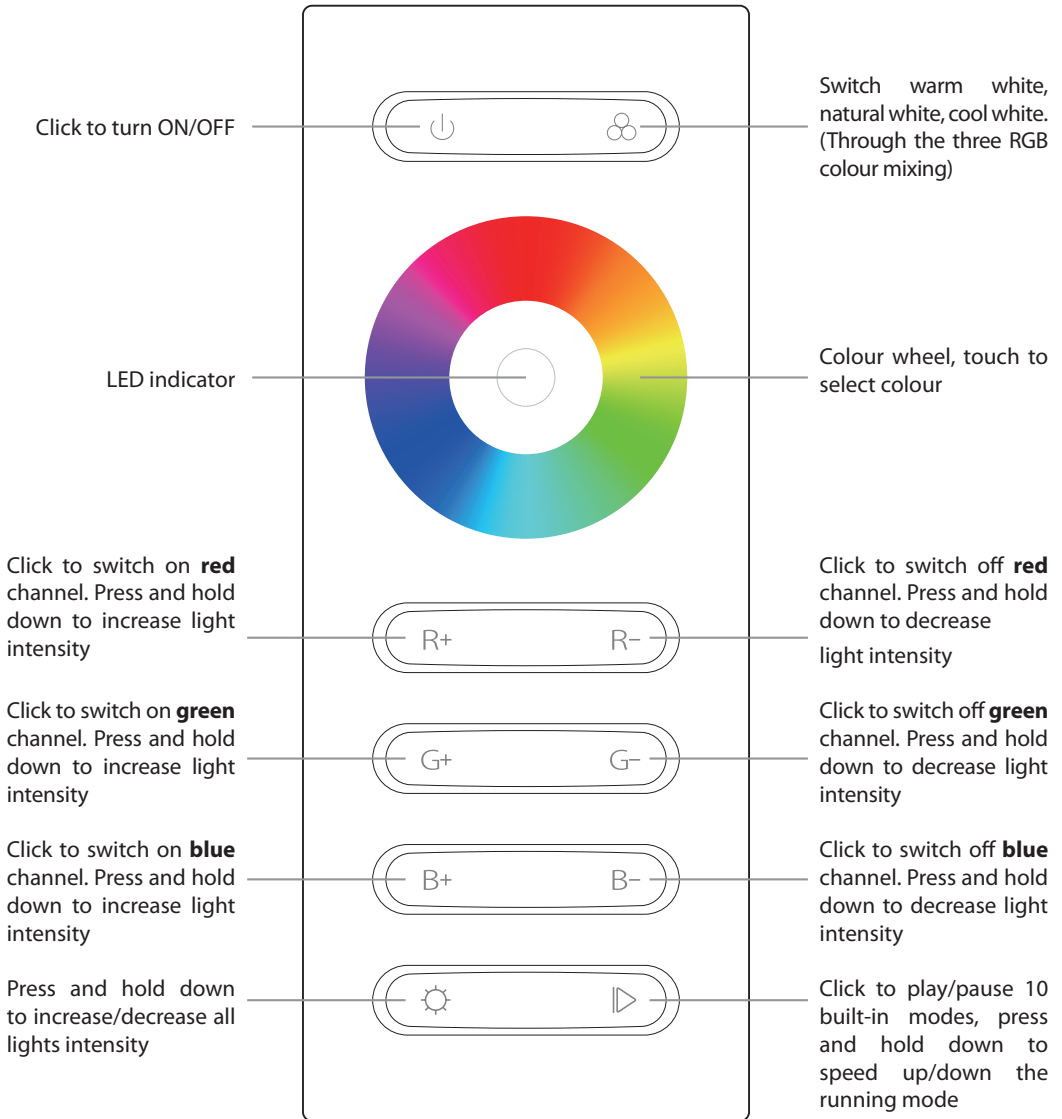 Click to turn ON/OFF
Switch warm white,
natural white, cool white.
(Through the three RGB
colour mixing)
LED indicator
Colour wheel, touch to
select colour
Click to switch on red
channel. Press and hold
down to increase light
intensity
R+
R-
Click to switch off red
channel. Press and hold
down to decrease
light intensity
Click to switch on green
channel. Press and hold
down to increase light
intensity
G+
G-
Click to switch off green
channel. Press and hold
down to decrease light
intensity
Click to switch on blue
channel. Press and hold
down to increase light
intensity
B+
B-
Click to switch off blue
channel. Press and hold
down to decrease light
intensity
Press and hold down
to increase/decrease all
lights intensity
Click to play/pause 10
built-in modes, press
and hold down to
speed up/down the
running mode